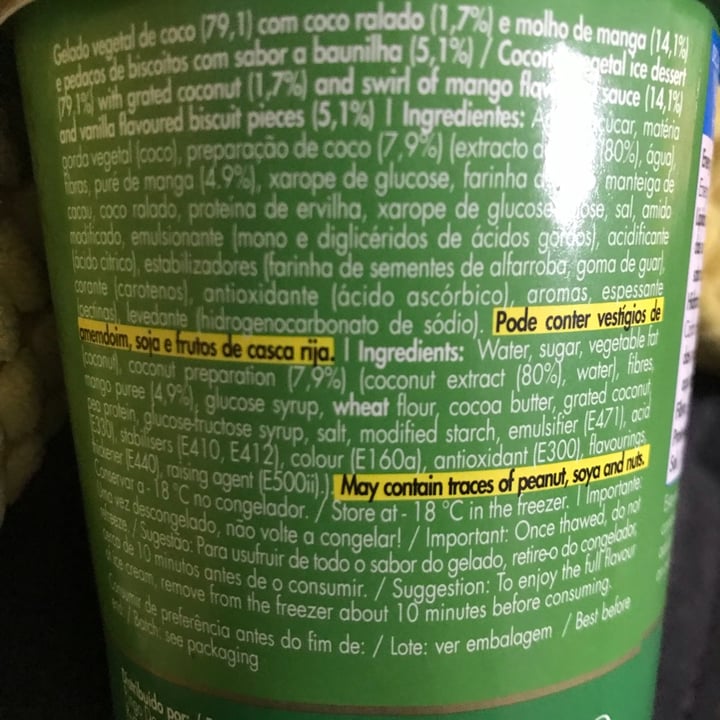 Gelado vegetal de coco (79,1) com coco ralado (1,7%) e molho de manga (14,1%)
e pedaços de biscoitos com sabor a baunilha (5,1%) / Coconut vegetal ice dessert
(79,1%) with grated coconut (1,7%) and swirl of mango sauce (14,1%)
and vanilla flavoured biscuit pieces (5,1%) | Ingredientes: matéria
gorda vegetal (coco), preparação de coco (7,9%) (extracto (80%), água),
fibras, puré de manga (4.9%), xarope de glucose, farinha manteiga de
cacau, coco ralado, proteína de ervilha, xarope de glucose sal, amido
modificado, emulsionante (mono e diglicéridos de ácidos gordos), acidificante
(ácido cítrico), estabilizadores (farinha de sementes de alfarroba, goma de guar),
corante (carotenos), antioxidante (ácido ascórbico), aromas, espessante
(pectinas), levedante (hidrogenocarbonato de sódio). Pode conter vestígios de
amemdoim, soja e frutos de casca rija. | Ingredients: Water, sugar, vegetable fat
(coconut), coconut preparation (7,9%) (coconut extract (80%), water), fibres,
mango puree (4,9%), glucose syrup, wheat flour, cocoa butter, grated coconut,
pea protein, glucose-fructose syrup, salt, modified starch, emulsifier (E471), acid
(E330), stabilisers (E410, E412), colour (E160a), antioxidant (E300), flavourings,
thickener (E440), raising agent (E500ii). May contain traces of peanut, soya and nuts.
Conservar a - 18 °C no congelador. / Store at - 18 °C in the freezer. | Importante:
Uma vez descongelado, não volte a congelar! / Important: Once thawed, do not
refreeze. / Sugestão: Para usufruir de todo o sabor do gelado, retire-o do congelador
cerca de 10 minutos antes de o consumir. / Suggestion: To enjoy the full flavour
of ice cream, remove from the freezer about 10 minutes before consuming.
Consumir de preferência antes do fim de: / Lote: ver embalagem / Best before
end / Batch: see packaging
Distribuido por: /